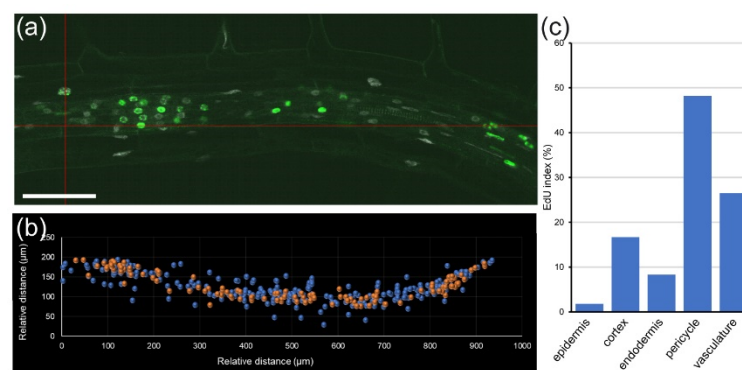 (a)
(b)
Relative distance (µm)
250
200
150
100
50
0
0 100 200 300 400 500 600 700 800 900 1000
Relative distance (µm)
(c)
EdU index (%)
60
50
40
30
20
10
0
epidermis
cortex
endodermis
pericycle
vasculature